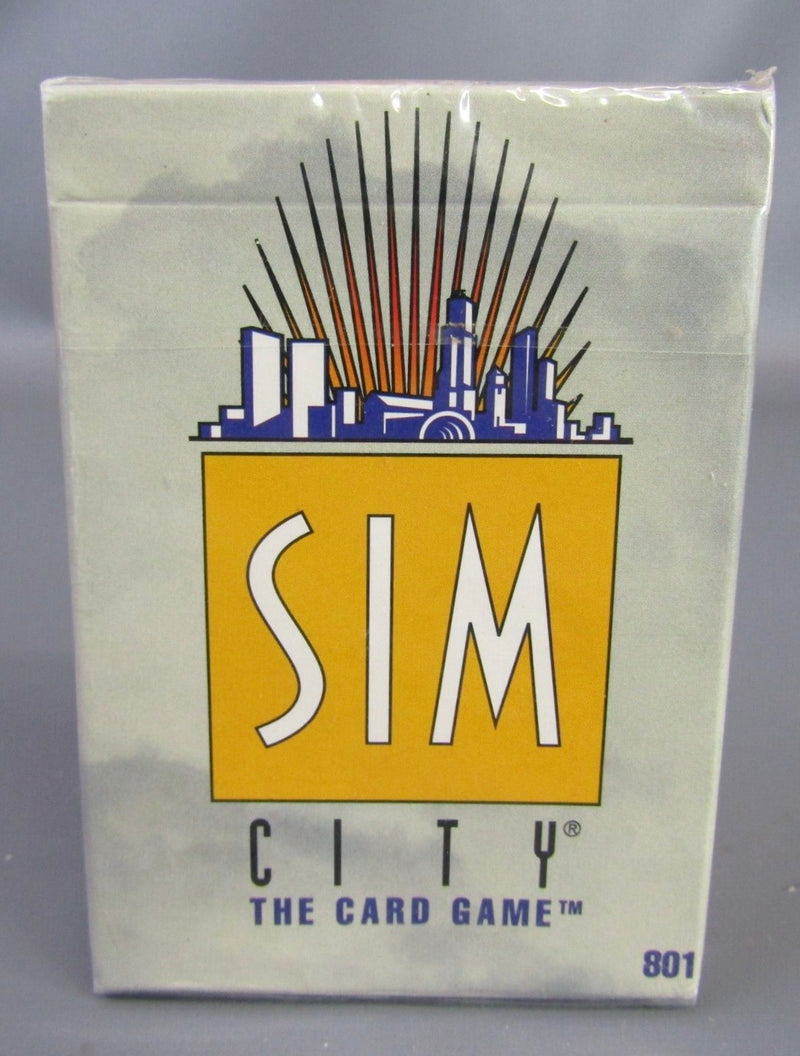 SIM
CITY®
THE CARD GAME™
801